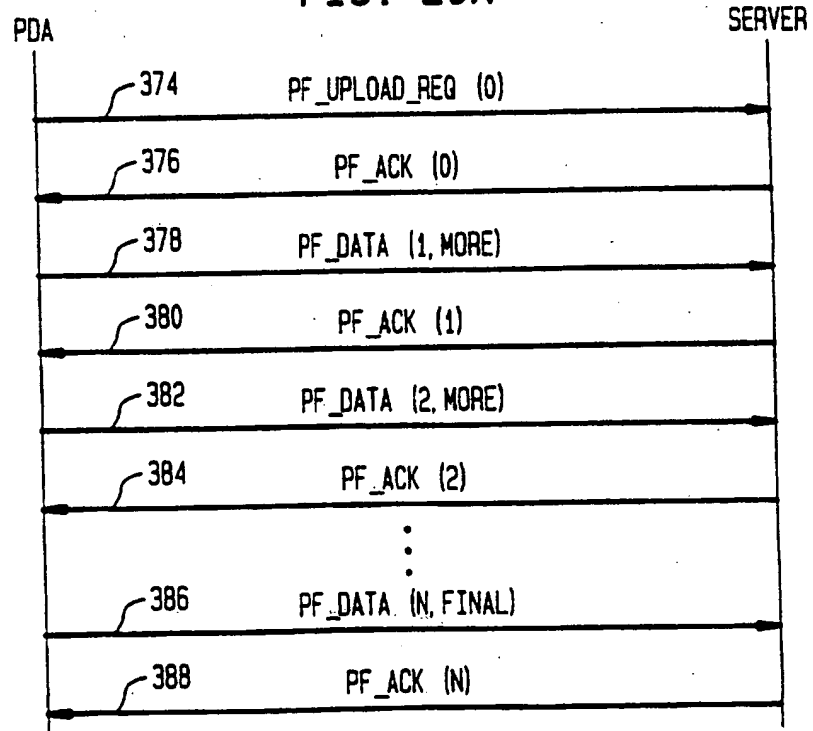 PDA
SERVER
374 PF_UPLOAD_REQ (0)
376 PF_ACK (0)
378 PF_DATA (1, MORE)
380 PF_ACK (1)
382 PF_DATA (2, MORE)
384 PF_ACK (2)
386 PF_DATA (N, FINAL)
388 PF_ACK (N)